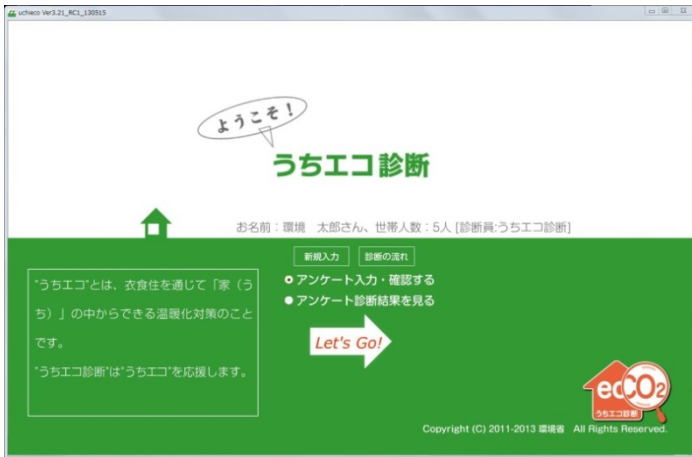 uchieco Ver3.21_RC1_130515
ようこそ!
うちエコ診断
お名前:環境 太郎さん、世帯人数:5人 [診断員:うちエコ診断]
新規入力 診断の流れ
アンケート入力・確認する
アンケート診断結果を見る
"うちエコ"とは、衣食住を通じて「家(う
ち)」の中からできる温暖化対策のこと
です。
"うちエコ診断"は"うちエコ"を応援します。
Let's Go!
ecCO2
うちエコ診断
Copyright (C) 2011-2013 環境省 All Rights Reserved.